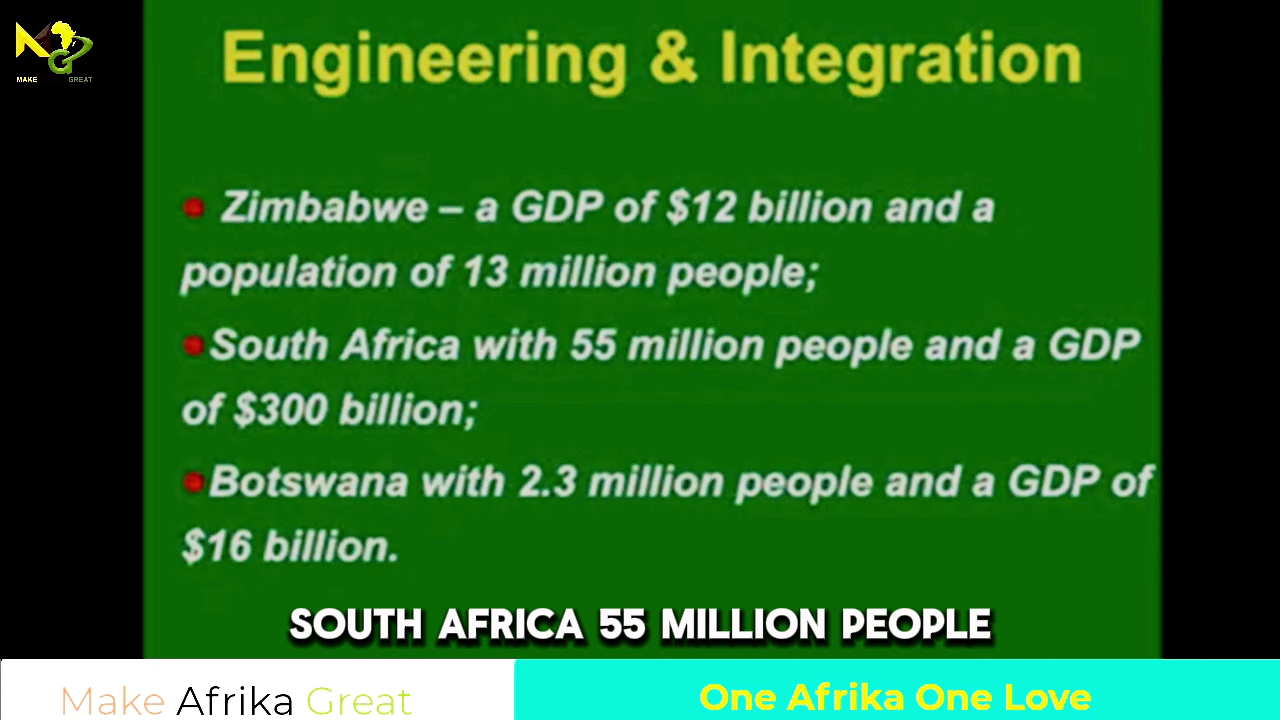 MAKE GREAT
Engineering & Integration
Zimbabwe – a GDP of $12 billion and a
population of 13 million people;
South Africa with 55 million people and a GDP
of $300 billion;
Botswana with 2.3 million people and a GDP of
$16 billion.
SOUTH AFRICA 55 MILLION PEOPLE
Make Afrika Great
One Afrika One Love